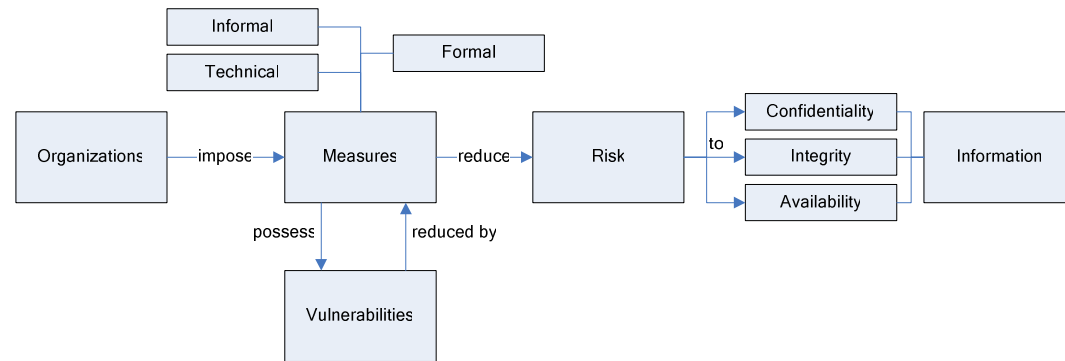 Informal
Formal
Technical
Organizations
impose
Measures
reduce
Risk
to
Confidentiality
Integrity
Availability
Information
possess
reduced by
Vulnerabilities